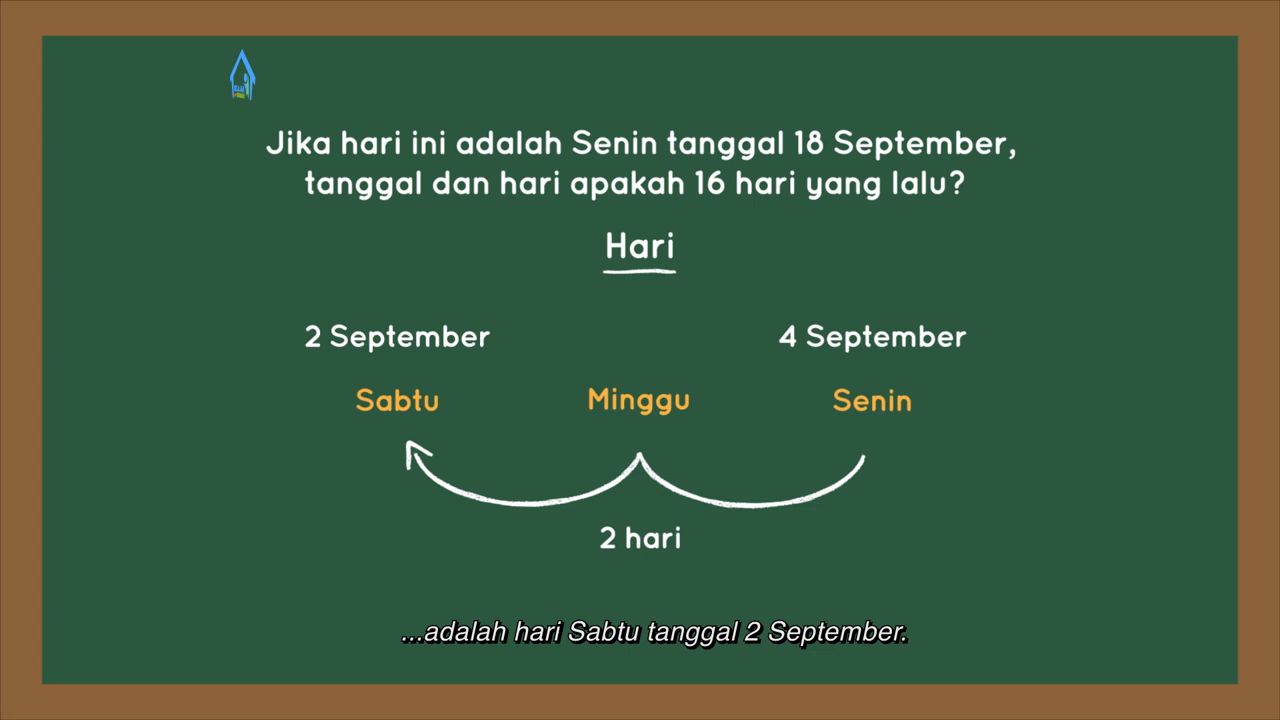 Jika hari ini adalah Senin tanggal 18 September,
tanggal dan hari apakah 16 hari yang lalu?
Hari
2 September 4 September
Sabtu Minggu Senin
2 hari
...adalah hari Sabtu tanggal 2 September.